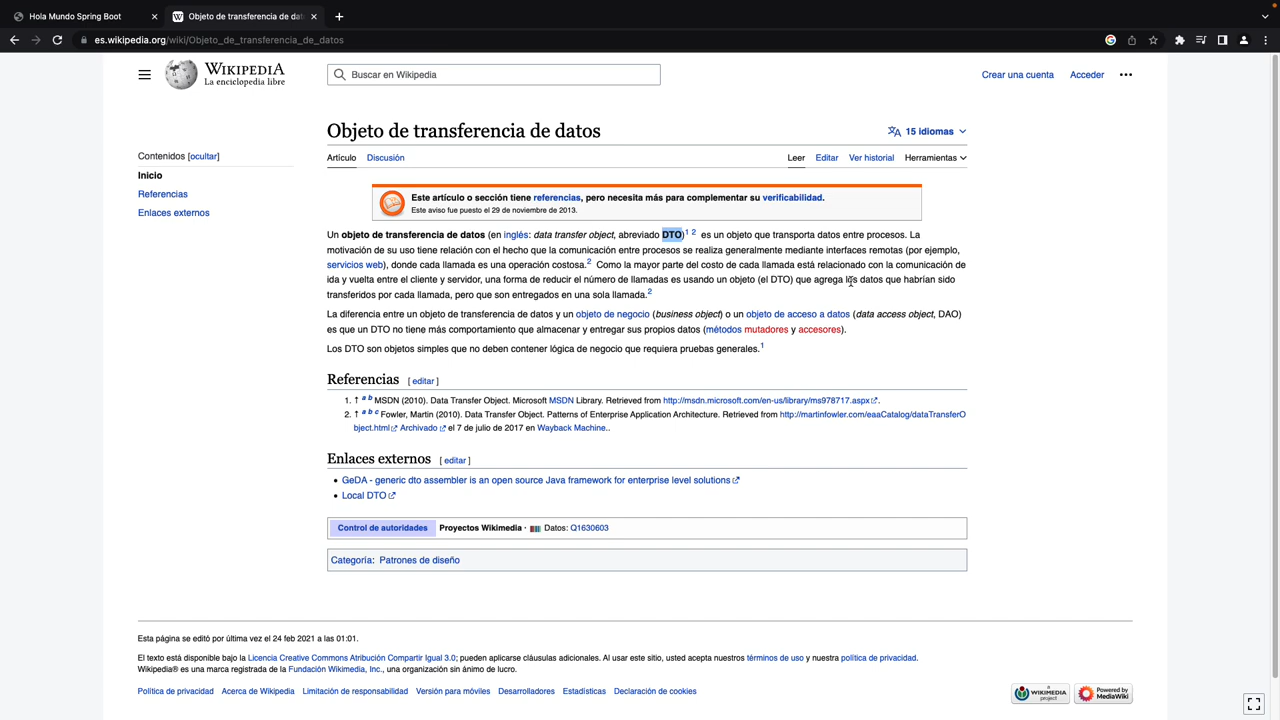 Hola Mundo Spring Boot
Objeto de transferencia de dat
es.wikipedia.org/wiki/Objeto_de_transferencia_de_datos
WIKIPEDIA
La enciclopedia libre
Buscar en Wikipedia
Crear una cuenta
Acceder
Objeto de transferencia de datos
15 idiomas
Contenidos [ocultar]
Inicio
Referencias
Enlaces externos
Artículo
Discusión
Leer
Editar
Ver historial
Herramientas
Este artículo o sección tiene referencias, pero necesita más para complementar su verificabilidad.
Este aviso fue puesto el 29 de noviembre de 2013.
Un objeto de transferencia de datos (en inglés: data transfer object, abreviado DTO)1 2 es un objeto que transporta datos entre procesos. La
motivación de su uso tiene relación con el hecho que la comunicación entre procesos se realiza generalmente mediante interfaces remotas (por ejemplo,
servicios web), donde cada llamada es una operación costosa.2 Como la mayor parte del costo de cada llamada está relacionado con la comunicación de
ida y vuelta entre el cliente y servidor, una forma de reducir el número de llamadas es usando un objeto (el DTO) que agrega los datos que habrían sido
transferidos por cada llamada, pero que son entregados en una sola llamada.2
La diferencia entre un objeto de transferencia de datos y un objeto de negocio (business object) o un objeto de acceso a datos (data access object, DAO)
es que un DTO no tiene más comportamiento que almacenar y entregar sus propios datos (métodos mutadores y accesores).
Los DTO son objetos simples que no deben contener lógica de negocio que requiera pruebas generales.1
Referencias [ editar ]
1. ↑ a b MSDN (2010). Data Transfer Object. Microsoft MSDN Library. Retrieved from http://msdn.microsoft.com/en-us/library/ms978717.aspx.
2. ↑ a b c Fowler, Martin (2010). Data Transfer Object. Patterns of Enterprise Application Architecture. Retrieved from http://martinfowler.com/eaaCatalog/dataTransferO
bject.html Archivado el 7 de julio de 2017 en Wayback Machine..
Enlaces externos [ editar ]
• GeDA - generic dto assembler is an open source Java framework for enterprise level solutions
• Local DTO
Control de autoridades Proyectos Wikimedia · Datos: Q1630603
Categoría: Patrones de diseño
Esta página se editó por última vez el 24 feb 2021 a las 01:01.
El texto está disponible bajo la Licencia Creative Commons Atribución Compartir Igual 3.0; pueden aplicarse cláusulas adicionales. Al usar este sitio, usted acepta nuestros términos de uso y nuestra política de privacidad.
Wikipedia® es una marca registrada de la Fundación Wikimedia, Inc., una organización sin ánimo de lucro.
Política de privacidad
Acerca de Wikipedia
Limitación de responsabilidad
Versión para móviles
Desarrolladores
Estadísticas
Declaración de cookies
A WIKIMEDIA project
Powered by MediaWiki